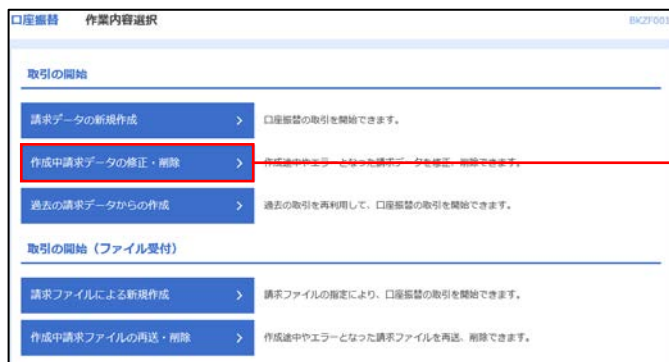 口座振替 作業内容選択 BKZF001
取引の開始
請求データの新規作成 > 口座振替の取引を開始できます。
作成中請求データの修正・削除 > 作成途中やエラーとなった請求データを修正、削除できます。
過去の請求データからの作成 > 過去の取引を再利用して、口座振替の取引を開始できます。
取引の開始（ファイル受付）
請求ファイルによる新規作成 > 請求ファイルの指定により、口座振替の取引を開始できます。
作成中請求ファイルの再送・削除 > 作成途中やエラーとなった請求ファイルを再送、削除できます。